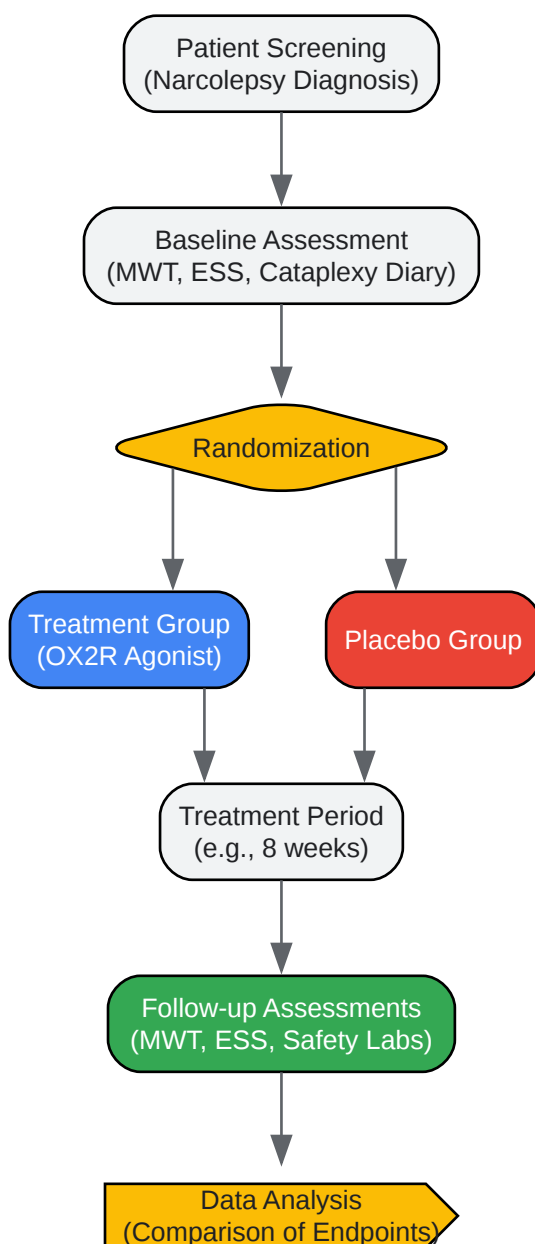 Patient Screening
(Narcolepsy Diagnosis)
Baseline Assessment
(MWT, ESS, Cataplexy Diary)
Randomization
Treatment Group
(OX2R Agonist)
Placebo Group
Treatment Period
(e.g., 8 weeks)
Follow-up Assessments
(MWT, ESS, Safety Labs)
Data Analysis
(Comparison of Endpoints)